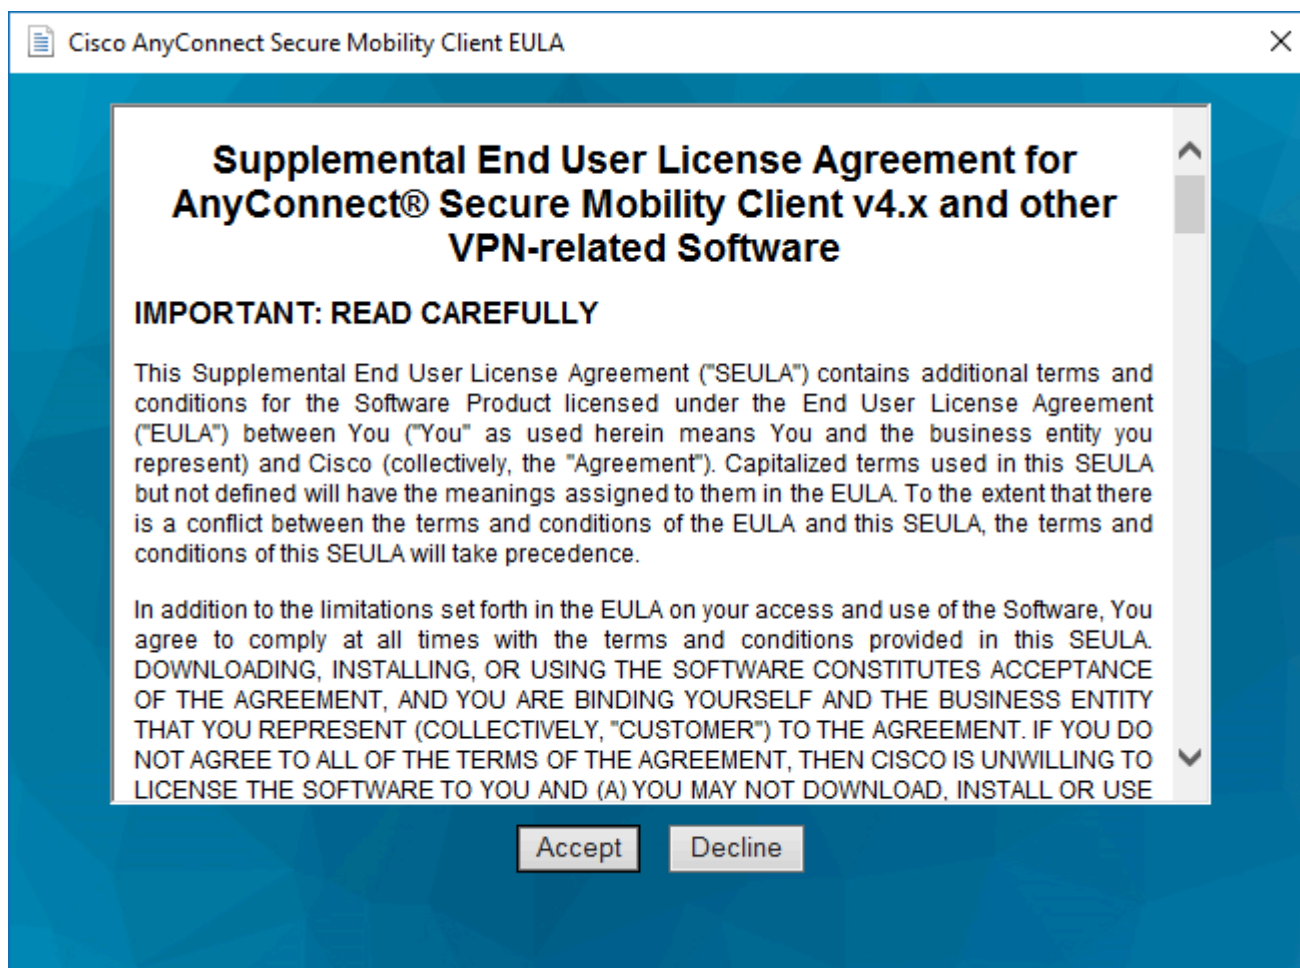 Cisco AnyConnect Secure Mobility Client EULA
Supplemental End User License Agreement for
AnyConnect® Secure Mobility Client v4.x and other
VPN-related Software
IMPORTANT: READ CAREFULLY
This Supplemental End User License Agreement ("SEULA") contains additional terms and
conditions for the Software Product licensed under the End User License Agreement
("EULA") between You ("You" as used herein means You and the business entity you
represent) and Cisco (collectively, the "Agreement"). Capitalized terms used in this SEULA
but not defined will have the meanings assigned to them in the EULA. To the extent that there
is a conflict between the terms and conditions of the EULA and this SEULA, the terms and
conditions of this SEULA will take precedence.
In addition to the limitations set forth in the EULA on your access and use of the Software, You
agree to comply at all times with the terms and conditions provided in this SEULA.
DOWNLOADING, INSTALLING, OR USING THE SOFTWARE CONSTITUTES ACCEPTANCE
OF THE AGREEMENT, AND YOU ARE BINDING YOURSELF AND THE BUSINESS ENTITY
THAT YOU REPRESENT (COLLECTIVELY, "CUSTOMER") TO THE AGREEMENT. IF YOU DO
NOT AGREE TO ALL OF THE TERMS OF THE AGREEMENT, THEN CISCO IS UNWILLING TO
LICENSE THE SOFTWARE TO YOU AND (A) YOU MAY NOT DOWNLOAD, INSTALL OR USE
Accept Decline